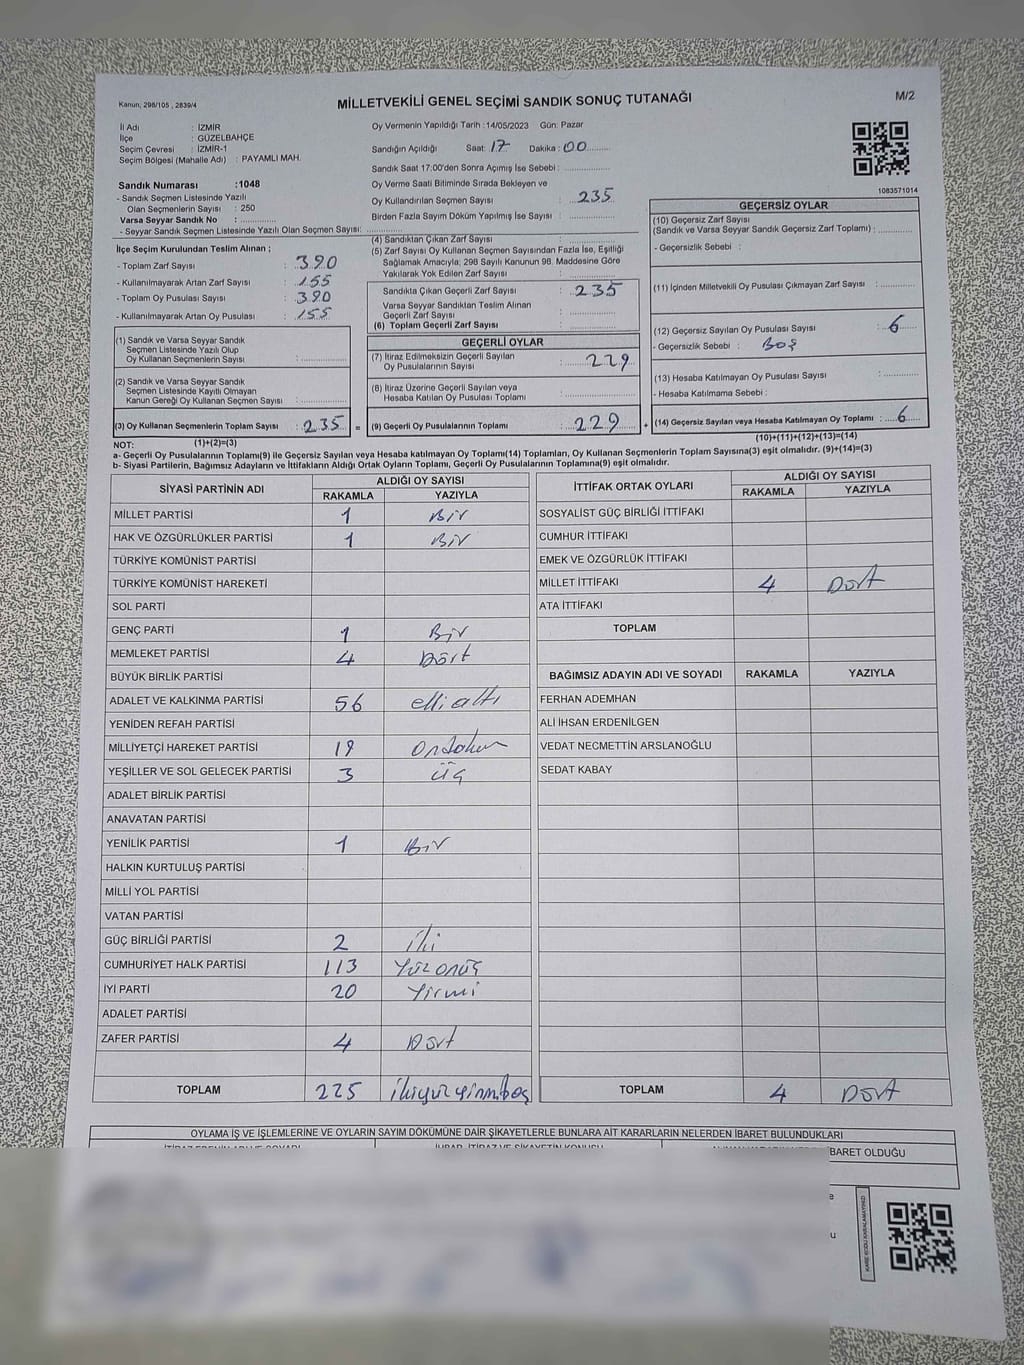 Kanun, 298/105 , 2839/4
MİLLETVEKİLİ GENEL SEÇİMİ SANDIK SONUÇ TUTANAĞI
M/2
İl Adı : İZMİR
İlçe : GÜZELBAHÇE
Seçim Çevresi : İZMİR-1
Seçim Bölgesi (Mahalle Adı) : PAYAMLI MAH.
Sandık Numarası :1048
- Sandık Seçmen Listesinde Yazılı
Olan Seçmenlerin Sayısı : 250
Varsa Seyyar Sandık No :
- Seyyar Sandık Seçmen Listesinde Yazılı Olan Seçmen Sayısı:
Oy Vermenin Yapıldığı Tarih :14/05/2023 Gün: Pazar
Sandığın Açıldığı Saat: 17 Dakika: 00
Sandık Saat 17:00'den Sonra Açımış İse Sebebi :
Oy Verme Saati Bitiminde Sırada Bekleyen ve
Oy Kullandırılan Seçmen Sayısı : 235
Birden Fazla Sayım Döküm Yapılmış İse Sayısı :
1083571014
İlçe Seçim Kurulundan Teslim Alınan ;
- Toplam Zarf Sayısı : 390
- Kullanılmayarak Artan Zarf Sayısı : 155
- Toplam Oy Pusulası Sayısı : 390
- Kullanılmayarak Artan Oy Pusulası : 155
(1) Sandık ve Varsa Seyyar Sandık
Seçmen Listesinde Yazılı Olup
Oy Kullanan Seçmenlerin Sayısı :
(2) Sandık ve Varsa Seyyar Sandık
Seçmen Listesinde Kayıtlı Olmayan
Kanun Gereği Oy Kullanan Seçmen Sayısı :
(3) Oy Kullanan Seçmenlerin Toplam Sayısı : 235 =
(4) Sandıktan Çıkan Zarf Sayısı :
(5) Zarf Sayısı Oy Kullanan Seçmen Sayısından Fazla İse, Eşitliği
Sağlamak Amacıyla; 298 Sayılı Kanunun 98. Maddesine Göre
Yakılarak Yok Edilen Zarf Sayısı :
Sandıkta Çıkan Geçerli Zarf Sayısı : 235
Varsa Seyyar Sandıktan Teslim Alınan
Geçerli Zarf Sayısı :
(6) Toplam Geçerli Zarf Sayısı :
GEÇERLİ OYLAR
(7) İtiraz Edilmeksizin Geçerli Sayılan
Oy Pusulalarının Sayısı : 229
(8) İtiraz Üzerine Geçerli Sayılan veya
Hesaba Katılan Oy Pusulası Toplamı :
(9) Geçerli Oy Pusulalarının Toplamı : 229 +
GEÇERSİZ OYLAR
(10) Geçersiz Zarf Sayısı
(Sandık ve Varsa Seyyar Sandık Geçersiz Zarf Toplamı) :
- Geçersizlik Sebebi :
(11) İçinden Milletvekili Oy Pusulası Çıkmayan Zarf Sayısı :
(12) Geçersiz Sayılan Oy Pusulası Sayısı : 6
- Geçersizlik Sebebi : Boş
(13) Hesaba Katılmayan Oy Pusulası Sayısı :
- Hesaba Katılmama Sebebi :
(14) Geçersiz Sayılan veya Hesaba Katılmayan Oy Toplamı : 6
NOT: (1)+(2)=(3)
(10)+(11)+(12)+(13)=(14)
a- Geçerli Oy Pusulasının Toplamı(9) ile Geçersiz Sayılan veya Hesaba katılmayan Oy Toplamı(14) Toplamları, Oy Kullanan Seçmenlerin Toplam Sayısına(3) eşit olmalıdır. (9)+(14)=(3)
b- Siyasi Partilerin, Bağımsız Adayların ve İttifakların Aldığı Ortak Oyların Toplamı, Geçerli Oy Pusulalarının Toplamına(9) eşit olmalıdır.
SİYASİ PARTİNİN ADI ALDIĞI OY SAYISI
RAKAMLA YAZIYLA
MİLLET PARTİSİ 1 Bir
HAK VE ÖZGÜRLÜKLER PARTİSİ 1 Bir
TÜRKİYE KOMÜNİST PARTİSİ
TÜRKİYE KOMÜNİST HAREKETİ
SOL PARTİ
GENÇ PARTİ 1 Bir
MEMLEKET PARTİSİ 4 Dört
BÜYÜK BİRLİK PARTİSİ
ADALET VE KALKINMA PARTİSİ 56 elli altı
YENİDEN REFAH PARTİSİ
MİLLİYETÇİ HAREKET PARTİSİ 19 Ondokuz
YEŞİLLER VE SOL GELECEK PARTİSİ 3 üç
ADALET BİRLİK PARTİSİ
ANAVATAN PARTİSİ
YENİLİK PARTİSİ 1 Bir
HALKIN KURTULUŞ PARTİSİ
MİLLİ YOL PARTİSİ
VATAN PARTİSİ
GÜÇ BİRLİĞİ PARTİSİ 2 iki
CUMHURİYET HALK PARTİSİ 113 Yüz onüç
İYİ PARTİ 20 Yirmi
ADALET PARTİSİ
ZAFER PARTİSİ 4 Dört
TOPLAM 225 ikiyüzyirmibeş
İTTİFAK ORTAK OYLARI ALDIĞI OY SAYISI
RAKAMLA YAZIYLA
SOSYALİST GÜÇ BİRLİĞİ İTTİFAKI
CUMHUR İTTİFAKI
EMEK VE ÖZGÜRLÜK İTTİFAKI
MİLLET İTTİFAKI 4 Dört
ATA İTTİFAKI
TOPLAM
BAĞIMSIZ ADAYIN ADI VE SOYADI RAKAMLA YAZIYLA
FERHAN ADEMHAN
ALİ İHSAN ERDENİLGEN
VEDAT NECMETTİN ARSLANOĞLU
SEDAT KABAY
TOPLAM 4 Dört
OYLAMA İŞ VE İŞLEMLERİNE VE OYLARIN SAYIM DÖKÜMÜNE DAİR ŞİKAYETLERLE BUNLARA AİT KARARLARIN NELERDEN İBARET BULUNDUKLARI
BARET OLDUĞU
KARE KODU KARALAMAYINIZ